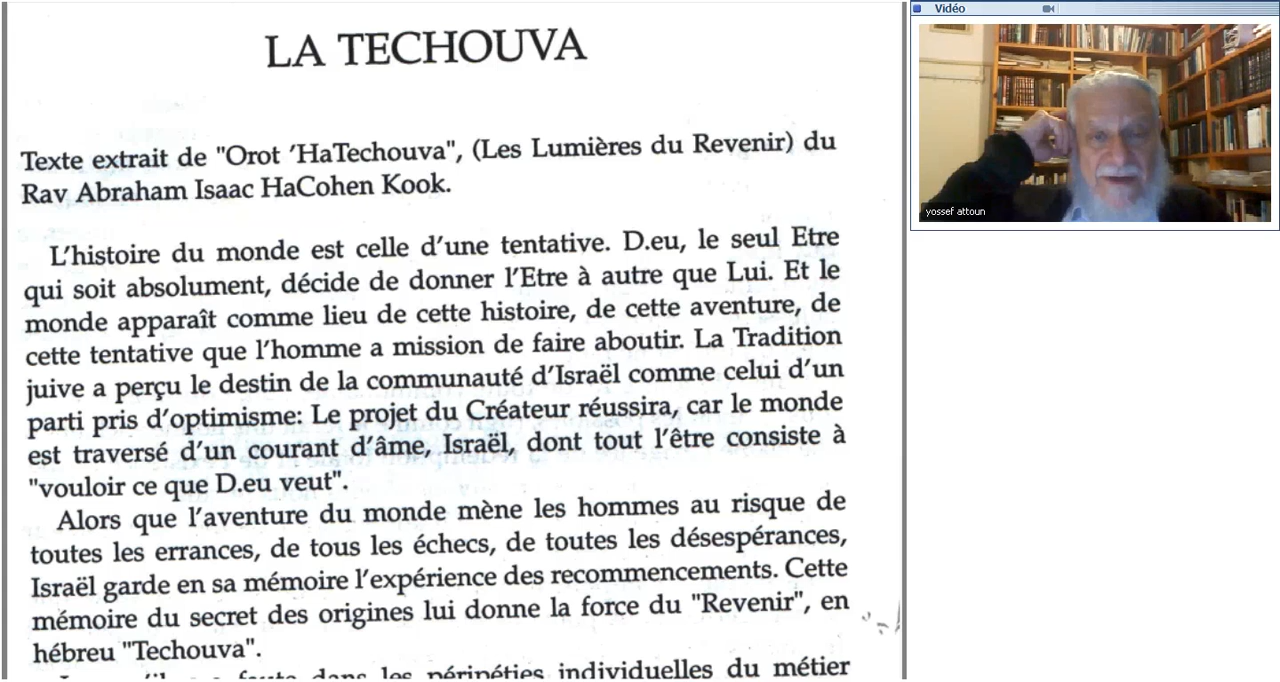 LA TECHOUVA
Texte extrait de "Orot 'HaTechouva", (Les Lumières du Revenir) du
Rav Abraham Isaac HaCohen Kook.
L'histoire du monde est celle d'une tentative. D.eu, le seul Etre
qui soit absolument, décide de donner l'Etre à autre que Lui. Et le
monde apparaît comme lieu de cette histoire, de cette aventure, de
cette tentative que l'homme a mission de faire aboutir. La Tradition
juive a perçu le destin de la communauté d'Israël comme celui d'un
parti pris d'optimisme: Le projet du Créateur réussira, car le monde
est traversé d'un courant d'âme, Israël, dont tout l'être consiste à
"vouloir ce que D.eu veut".
Alors que l'aventure du monde mène les hommes au risque de
toutes les errances, de tous les échecs, de toutes les désespérances,
Israël garde en sa mémoire l'expérience des recommencements. Cette
mémoire du secret des origines lui donne la force du "Revenir", en
hébreu "Techouva".
dans les péripéties individuelles du métier
Vidéo
yossef attoun